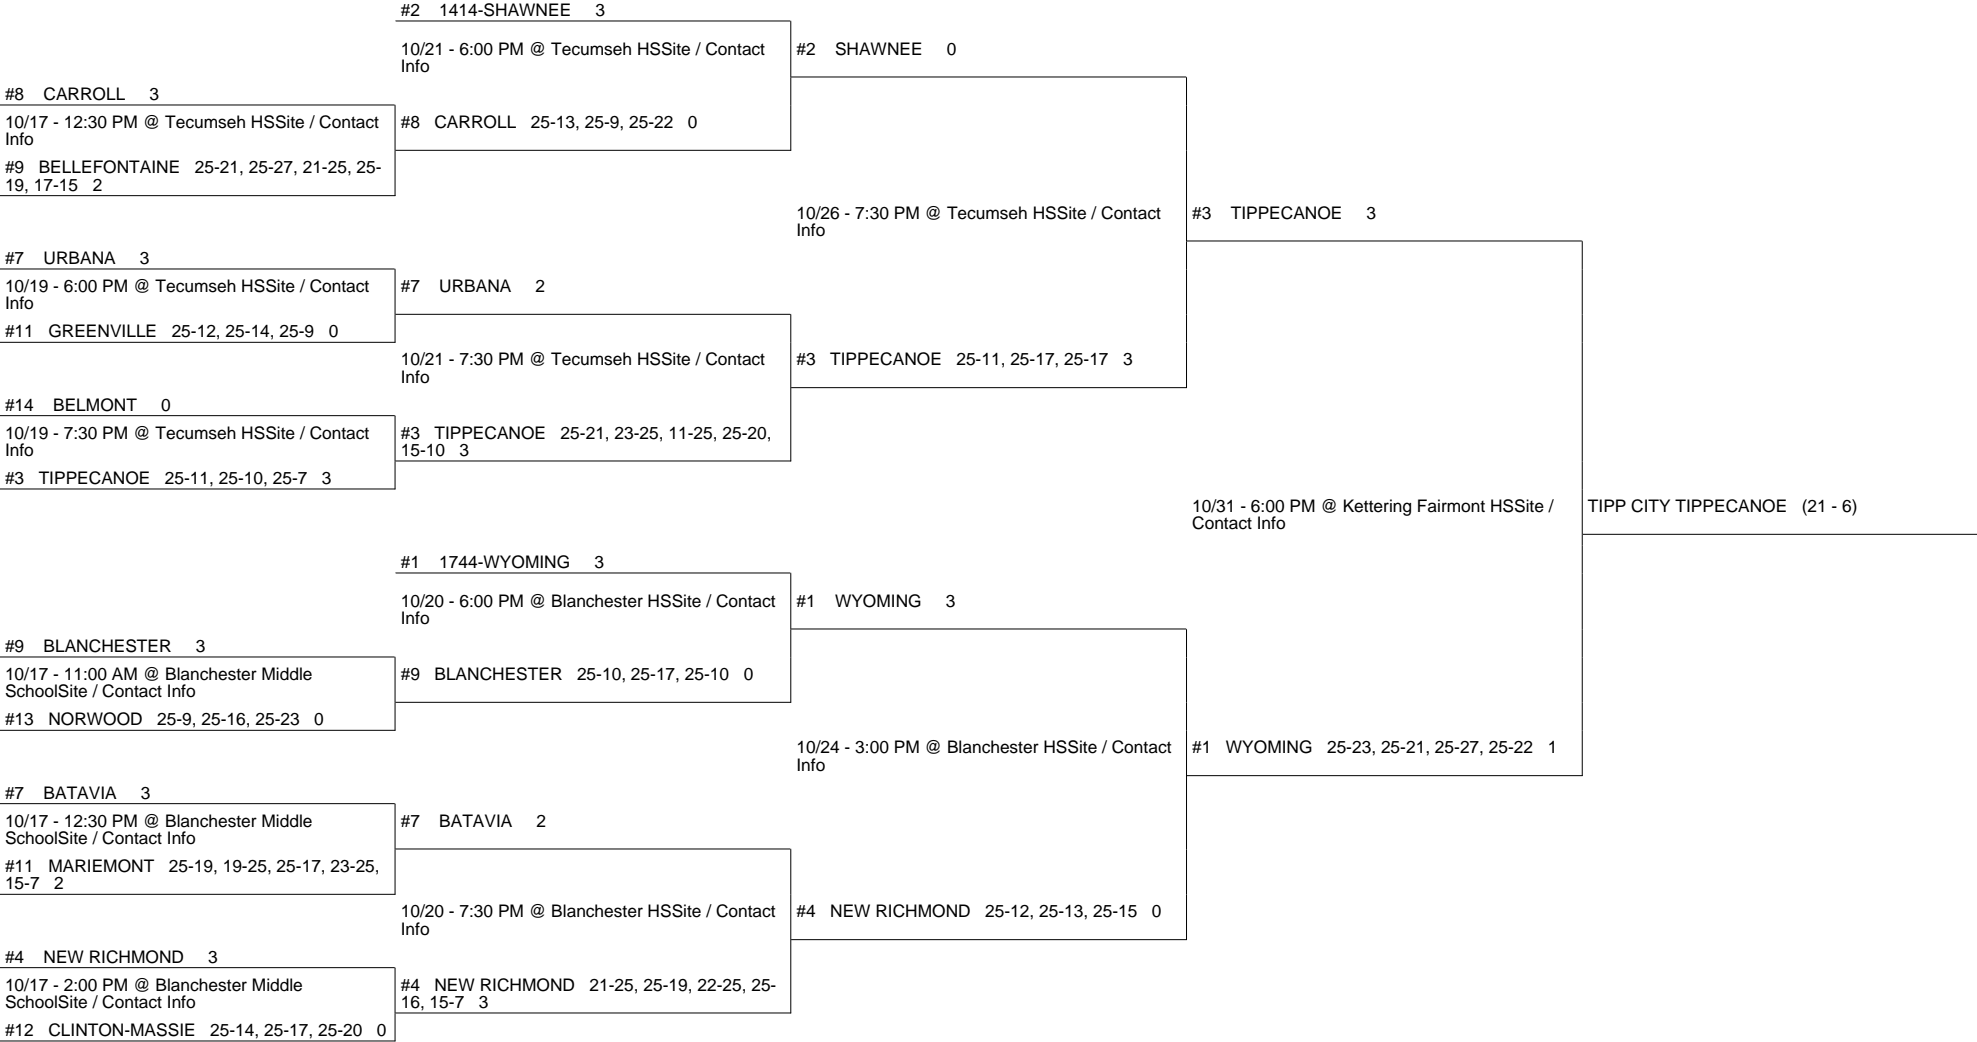 #2 1414-SHAWNEE 3
10/21 - 6:00 PM @ Tecumseh HSSite / Contact
Info
#8 CARROLL 25-13, 25-9, 25-22 0
#8 CARROLL 3
10/17 - 12:30 PM @ Tecumseh HSSite / Contact
Info
#9 BELLEFONTAINE 25-21, 25-27, 21-25, 25-
19, 17-15 2
#7 URBANA 3
10/19 - 6:00 PM @ Tecumseh HSSite / Contact
Info
#11 GREENVILLE 25-12, 25-14, 25-9 0
#14 BELMONT 0
10/19 - 7:30 PM @ Tecumseh HSSite / Contact
Info
#3 TIPPECANOE 25-11, 25-10, 25-7 3
#7 URBANA 2
10/21 - 7:30 PM @ Tecumseh HSSite / Contact
Info
#3 TIPPECANOE 25-21, 23-25, 11-25, 25-20,
15-10 3
#2 SHAWNEE 0
10/26 - 7:30 PM @ Tecumseh HSSite / Contact
Info
#3 TIPPECANOE 25-11, 25-17, 25-17 3
#9 BLANCHESTER 3
10/17 - 11:00 AM @ Blanchester Middle
SchoolSite / Contact Info
#13 NORWOOD 25-9, 25-16, 25-23 0
#7 BATAVIA 3
10/17 - 12:30 PM @ Blanchester Middle
SchoolSite / Contact Info
#11 MARIEMONT 25-19, 19-25, 25-17, 23-25,
15-7 2
#4 NEW RICHMOND 3
10/17 - 2:00 PM @ Blanchester Middle
SchoolSite / Contact Info
#12 CLINTON-MASSIE 25-14, 25-17, 25-20 0
#1 1744-WYOMING 3
10/20 - 6:00 PM @ Blanchester HSSite / Contact
Info
#9 BLANCHESTER 25-10, 25-17, 25-10 0
#7 BATAVIA 2
10/20 - 7:30 PM @ Blanchester HSSite / Contact
Info
#4 NEW RICHMOND 21-25, 25-19, 22-25, 25-
16, 15-7 3
#1 WYOMING 3
10/24 - 3:00 PM @ Blanchester HSSite / Contact
Info
#4 NEW RICHMOND 25-12, 25-13, 25-15 0
#3 TIPPECANOE 3
10/31 - 6:00 PM @ Kettering Fairmont HSSite /
Contact Info
#1 WYOMING 25-23, 25-21, 25-27, 25-22 1
TIPP CITY TIPPECANOE (21 - 6)